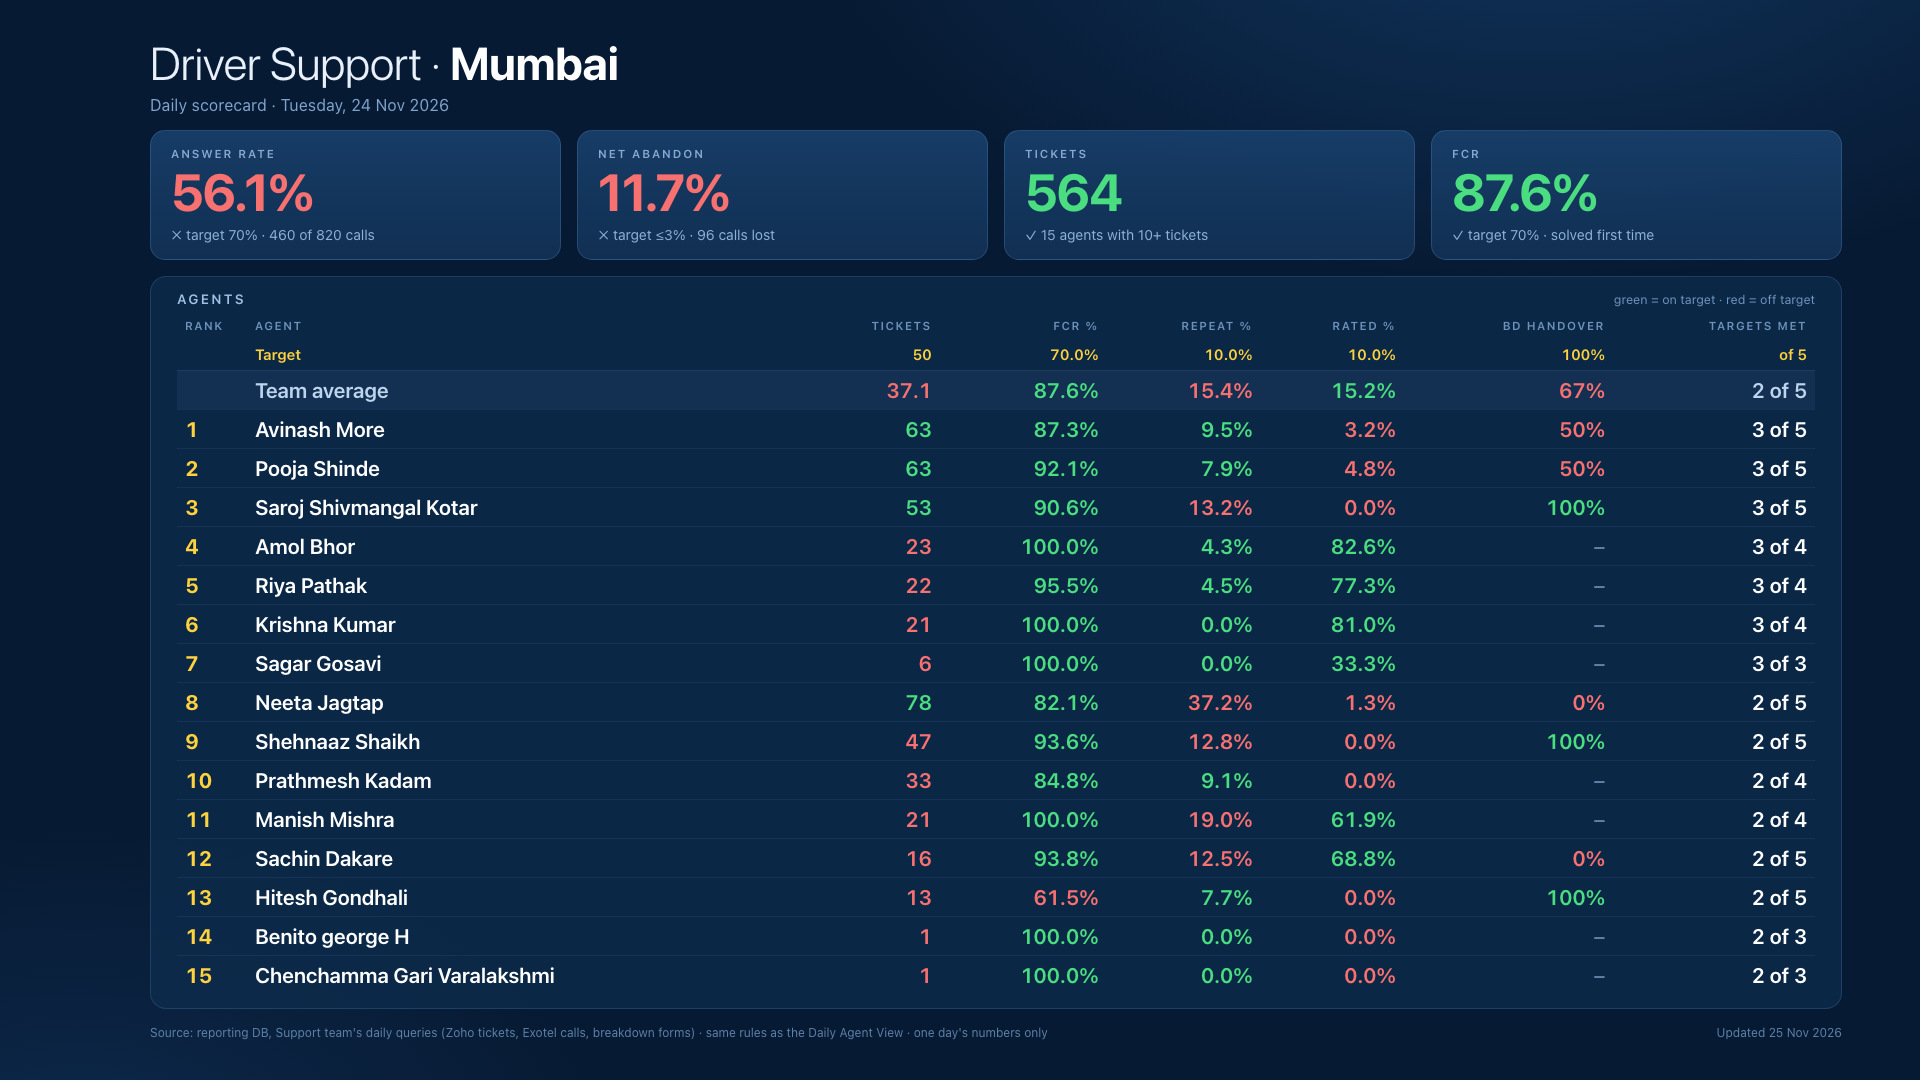 Driver Support · Mumbai
Daily scorecard · Tuesday, 24 Nov 2026
ANSWER RATE
56.1%
✕ target 70% · 460 of 820 calls
NET ABANDON
11.7%
✕ target ≤3% · 96 calls lost
TICKETS
564
✓ 15 agents with 10+ tickets
FCR
87.6%
✓ target 70% · solved first time
AGENTS green = on target · red = off target
RANK AGENT TICKETS FCR % REPEAT % RATED % BD HANDOVER TARGETS MET
Target 50 70.0% 10.0% 10.0% 100% of 5
Team average 37.1 87.6% 15.4% 15.2% 67% 2 of 5
1 Avinash More 63 87.3% 9.5% 3.2% 50% 3 of 5
2 Pooja Shinde 63 92.1% 7.9% 4.8% 50% 3 of 5
3 Saroj Shivmangal Kotar 53 90.6% 13.2% 0.0% 100% 3 of 5
4 Amol Bhor 23 100.0% 4.3% 82.6% – 3 of 4
5 Riya Pathak 22 95.5% 4.5% 77.3% – 3 of 4
6 Krishna Kumar 21 100.0% 0.0% 81.0% – 3 of 4
7 Sagar Gosavi 6 100.0% 0.0% 33.3% – 3 of 3
8 Neeta Jagtap 78 82.1% 37.2% 1.3% 0% 2 of 5
9 Shehnaaz Shaikh 47 93.6% 12.8% 0.0% 100% 2 of 5
10 Prathmesh Kadam 33 84.8% 9.1% 0.0% – 2 of 4
11 Manish Mishra 21 100.0% 19.0% 61.9% – 2 of 4
12 Sachin Dakare 16 93.8% 12.5% 68.8% 0% 2 of 5
13 Hitesh Gondhali 13 61.5% 7.7% 0.0% 100% 2 of 5
14 Benito george H 1 100.0% 0.0% 0.0% – 2 of 3
15 Chenchamma Gari Varalakshmi 1 100.0% 0.0% 0.0% – 2 of 3
Source: reporting DB, Support team's daily queries (Zoho tickets, Exotel calls, breakdown forms) · same rules as the Daily Agent View · one day's numbers only Updated 25 Nov 2026